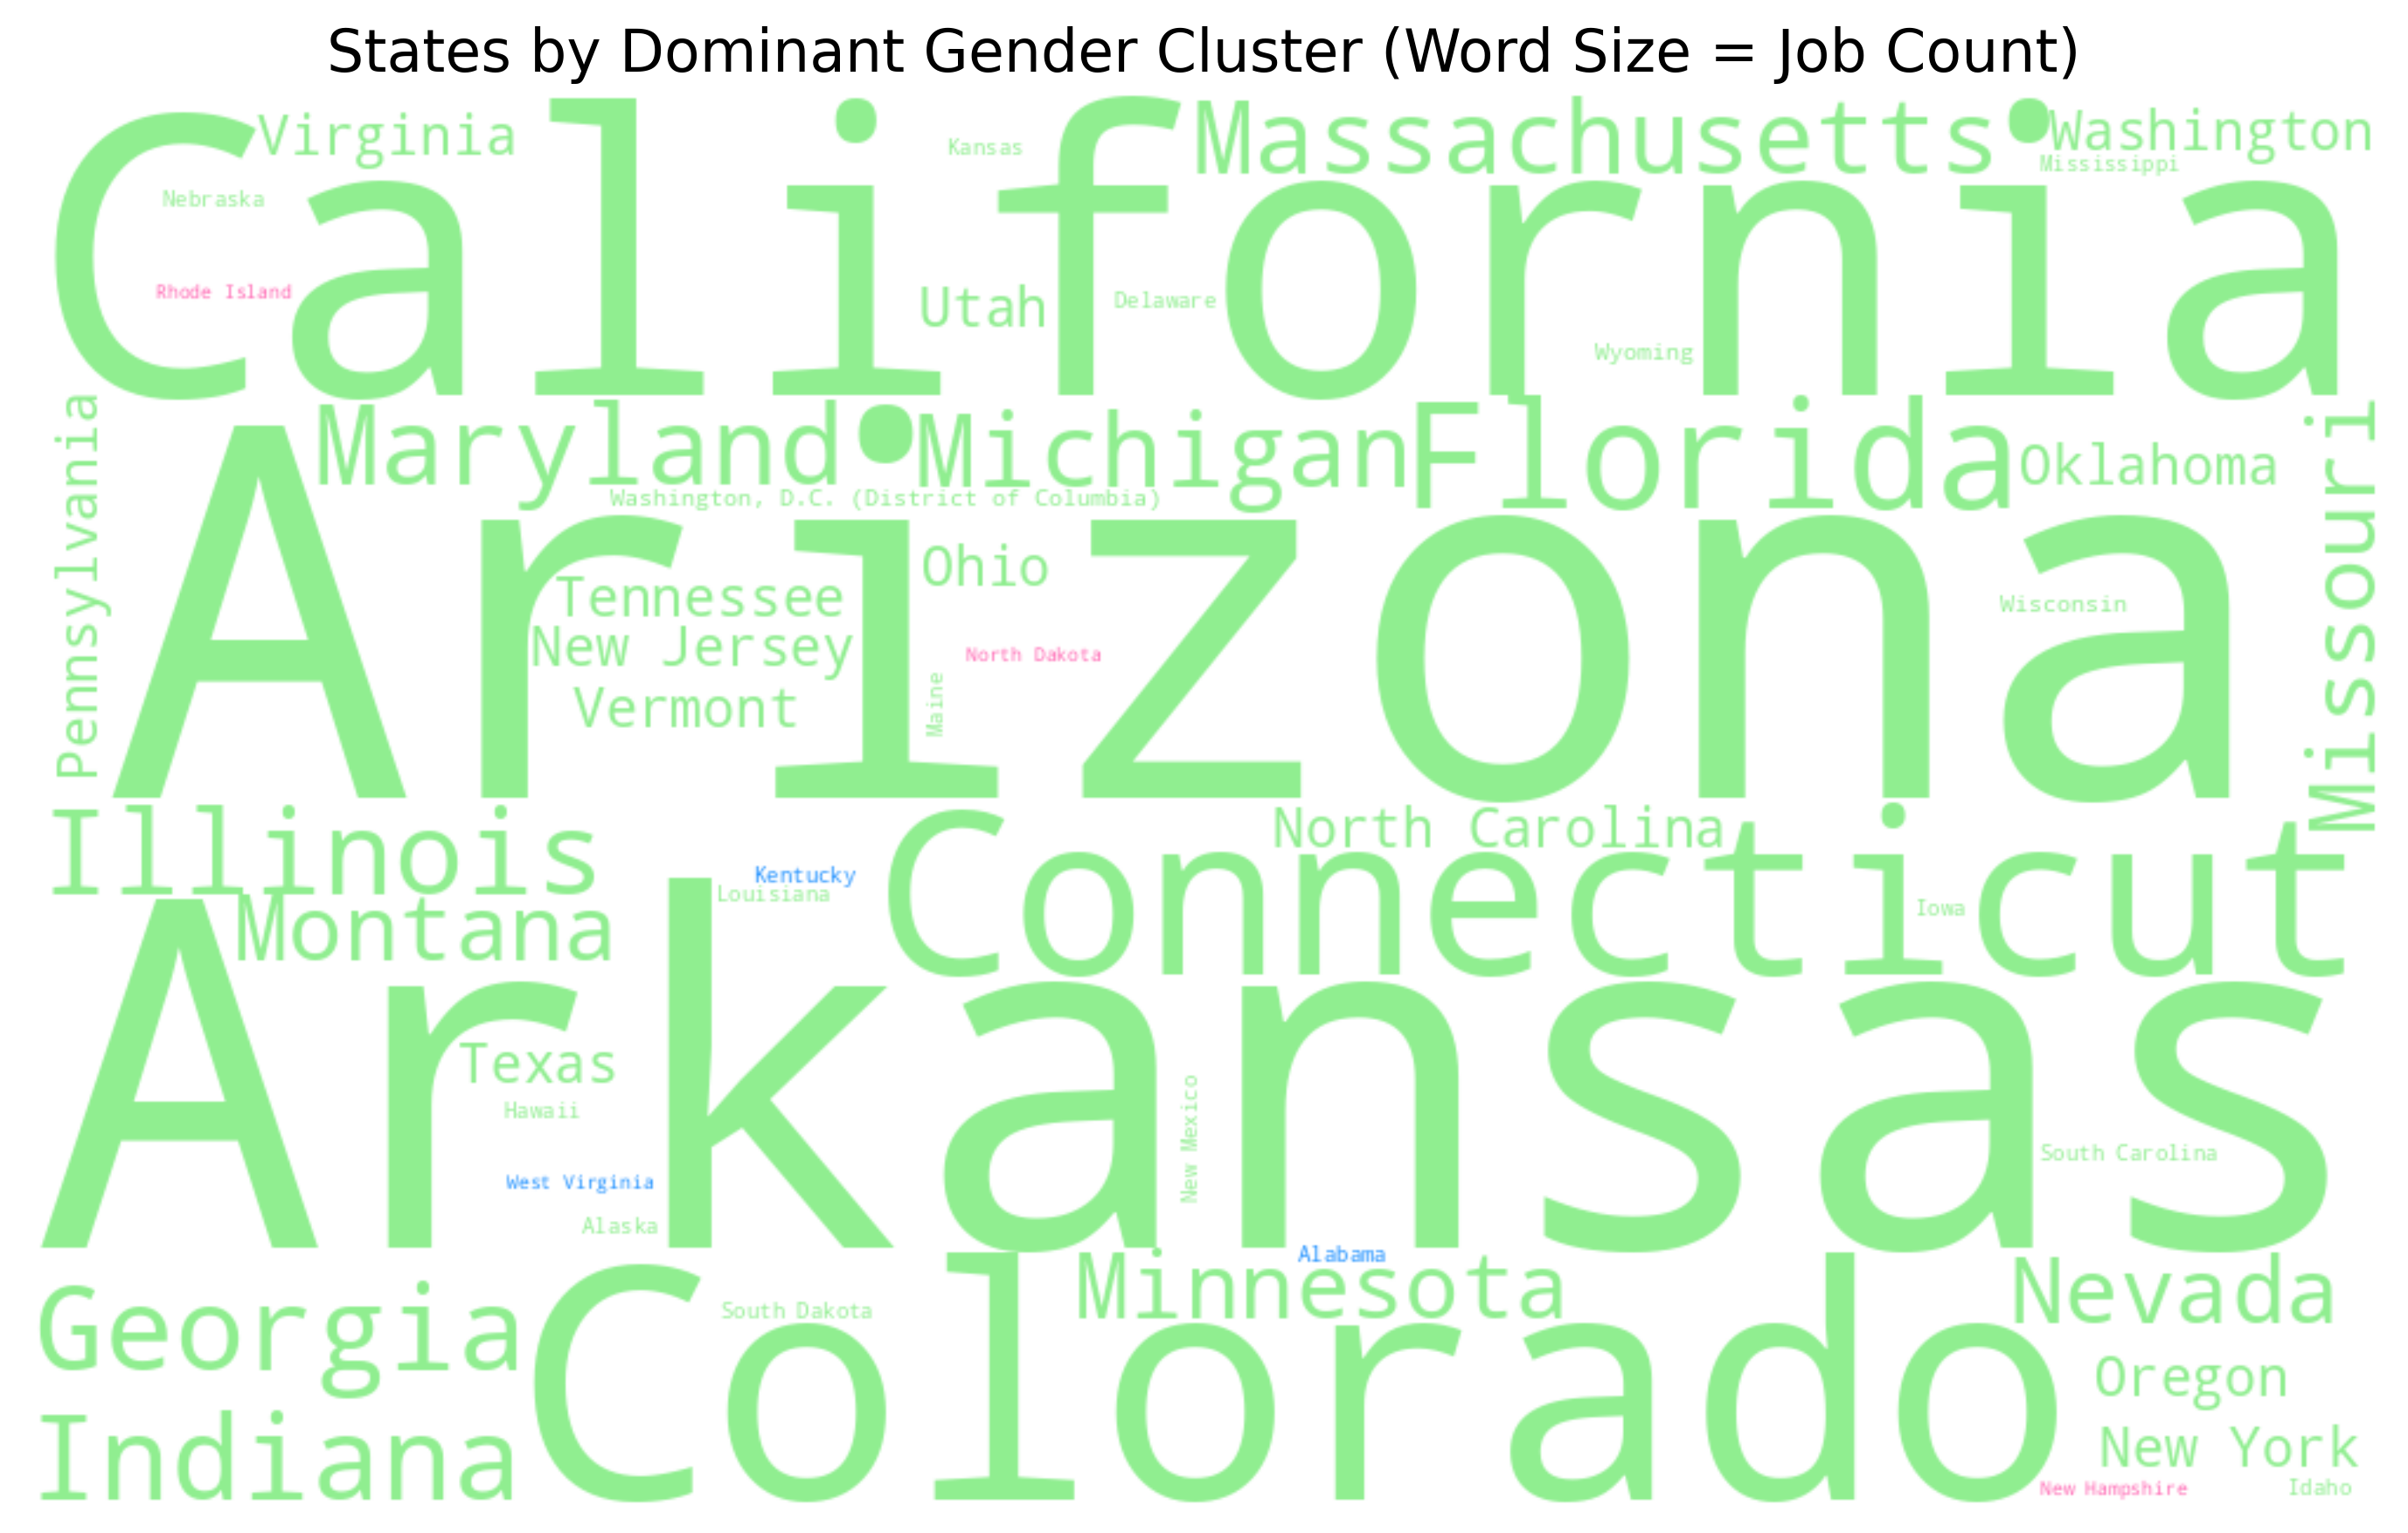 States by Dominant Gender Cluster (Word Size = Job Count)
California
Virginia
Massachusetts
Washington
Kansas
Mississippi
Nebraska
Rhode Island
Utah
Delaware
Wyoming
Pennsylvania
Maryland
Michigan
Florida
Oklahoma
Missouri
Washington, D.C. (District of Columbia)
Arizona
Ohio
Tennessee
Wisconsin
New Jersey
North Dakota
Maine
Vermont
Illinois
North Carolina
Connecticut
Kentucky
Louisiana
Iowa
Montana
Arkansas
Texas
Hawaii
New Mexico
South Carolina
West Virginia
Alaska
Alabama
Georgia
Minnesota
Nevada
South Dakota
Colorado
Oregon
Indiana
New York
New Hampshire
Idaho